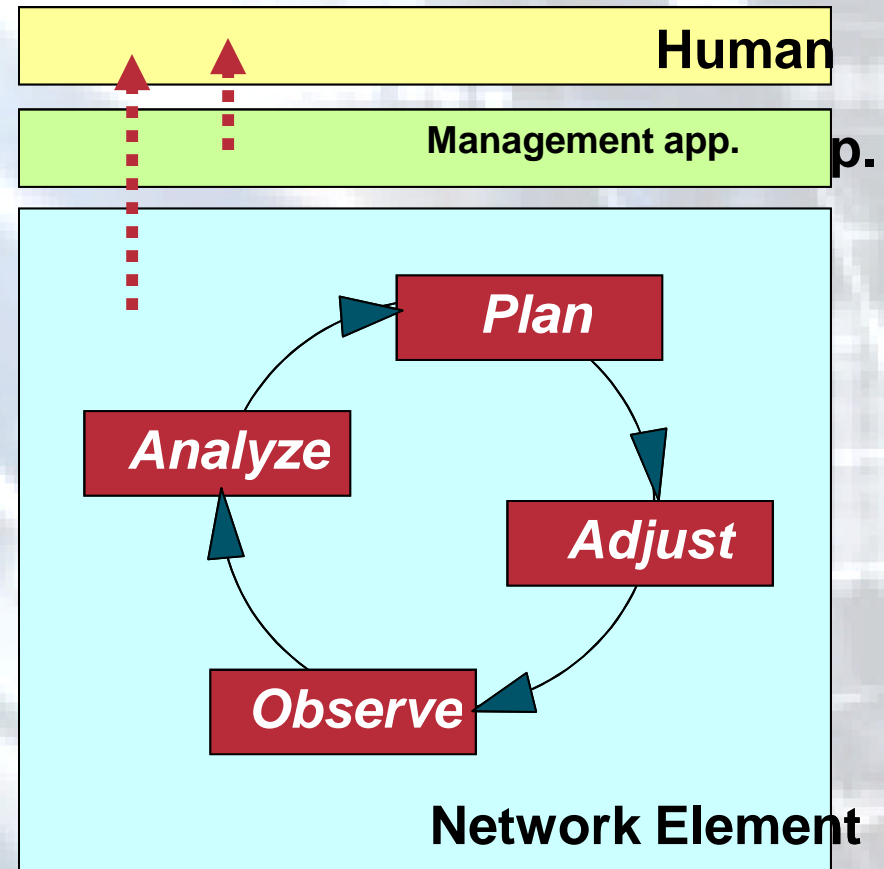 Human
Management app.
p.
Plan
Analyze
Adjust
Observe
Network Element